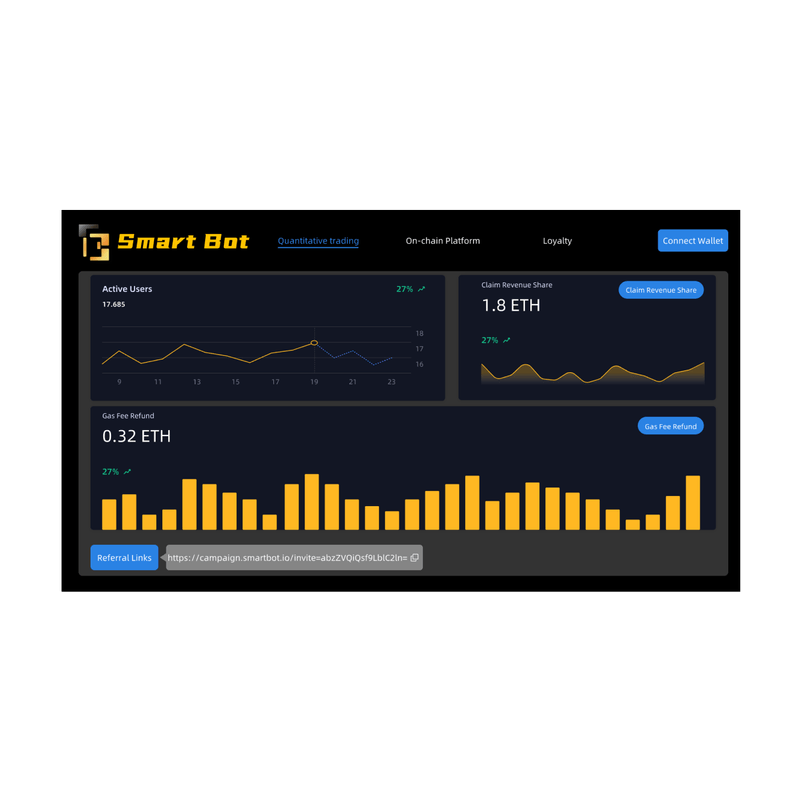 Smart Bot
Quantitative trading
On-chain Platform
Loyalty
Connect Wallet
Active Users
27%
17.685
18
17
16
9 11 13 15 17 19 21 23
Claim Revenue Share
Claim Revenue Share
1.8 ETH
27%
Gas Fee Refund
Gas Fee Refund
0.32 ETH
27%
Referral Links
https://campaign.smartbot.io/invite=abzZVQiQsf9LblC2ln=